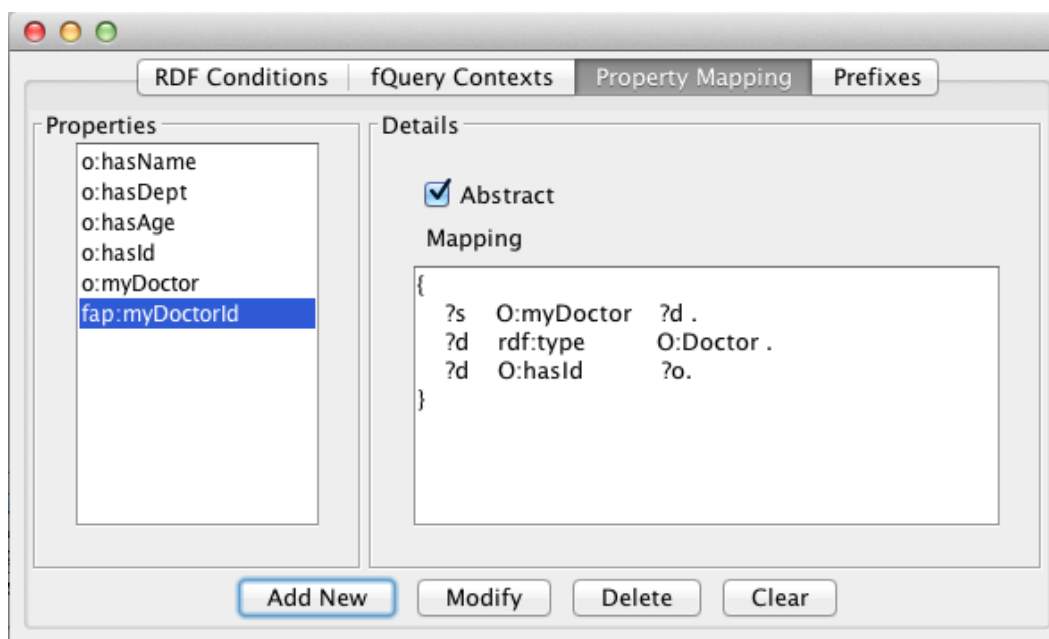 RDF Conditions fQuery Contexts Property Mapping Prefixes
Properties
o:hasName
o:hasDept
o:hasAge
o:hasId
o:myDoctor
fap:myDoctorId
Details
Abstract
Mapping
{
?s O:myDoctor ?d .
?d rdf:type O:Doctor .
?d O:hasId ?o.
}
Add New Modify Delete Clear